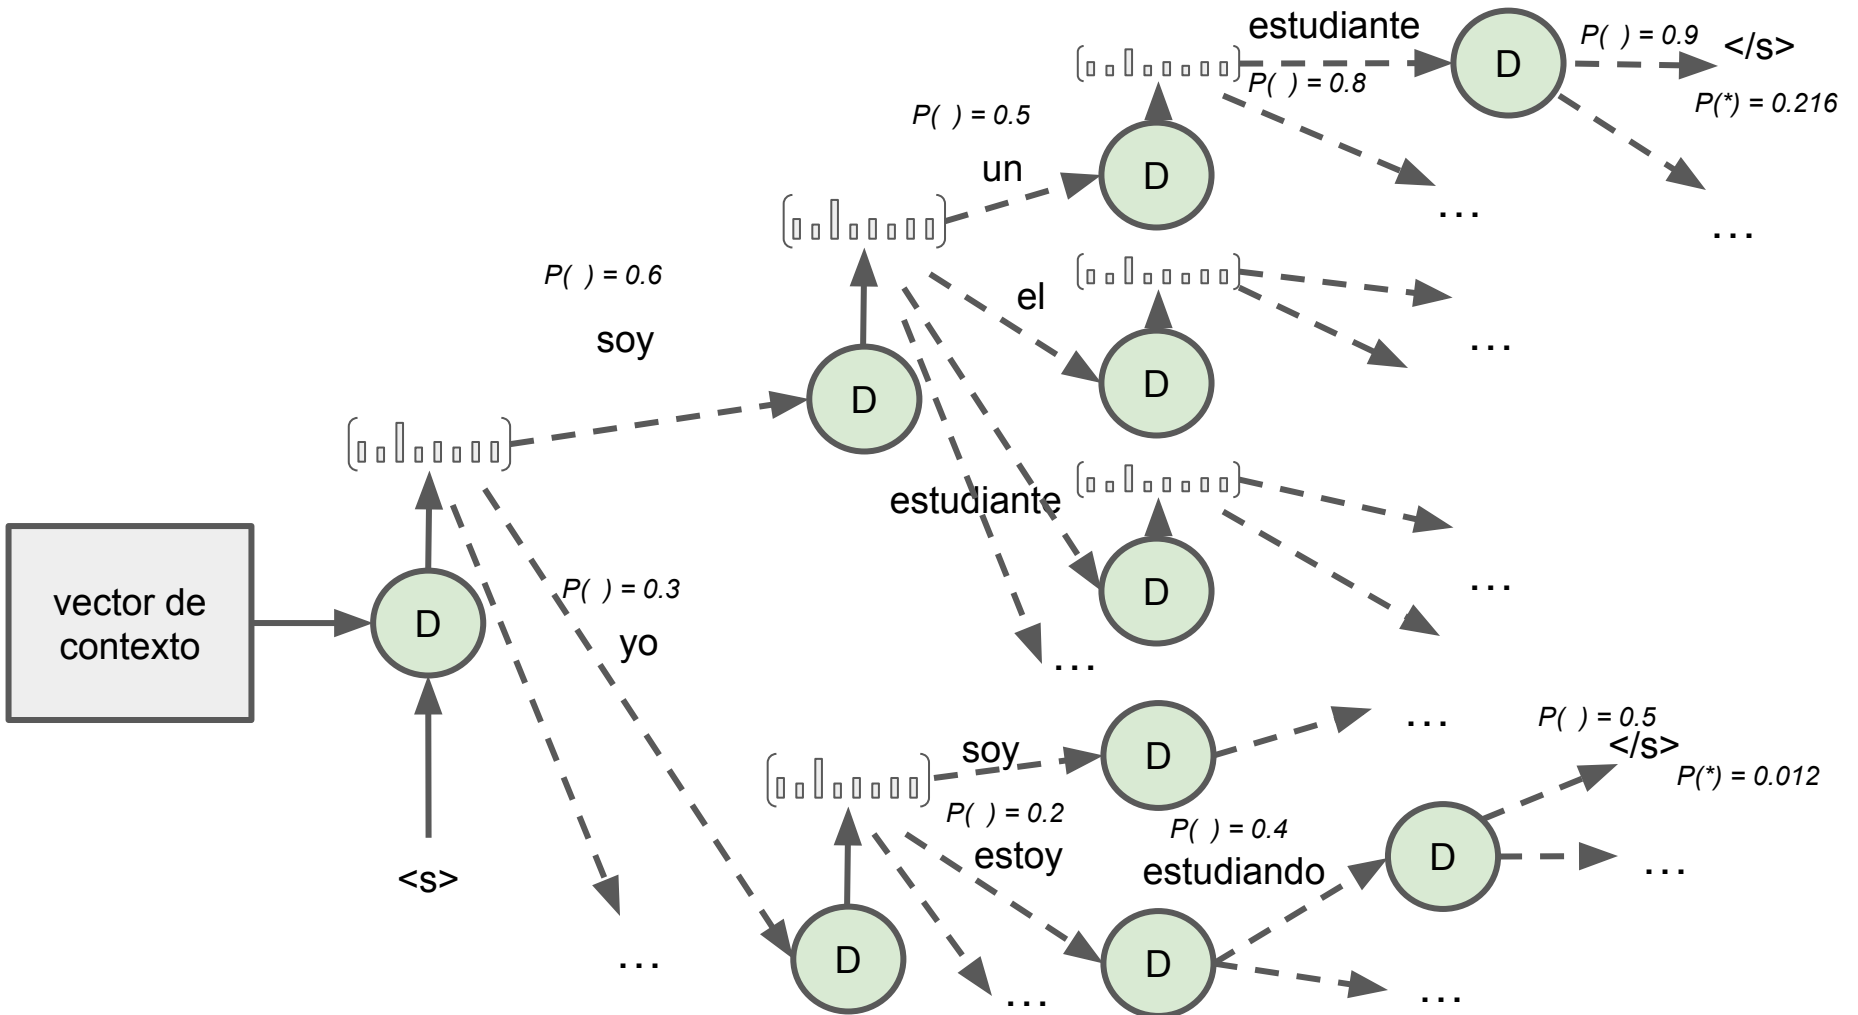 estudiante
P( ) = 0.9
</s>
D
P( ) = 0.8
P(*) = 0.216
P( ) = 0.5
un
D
...
...
P( ) = 0.6
soy
el
...
D
D
estudiante
D
...
...
vector de
contexto
D
P( ) = 0.3
yo
<s>
...
soy
D
...
P( ) = 0.5
</s>
P(*) = 0.012
P( ) = 0.2
estoy
P( ) = 0.4
estudiando
D
...
D
...
D
...